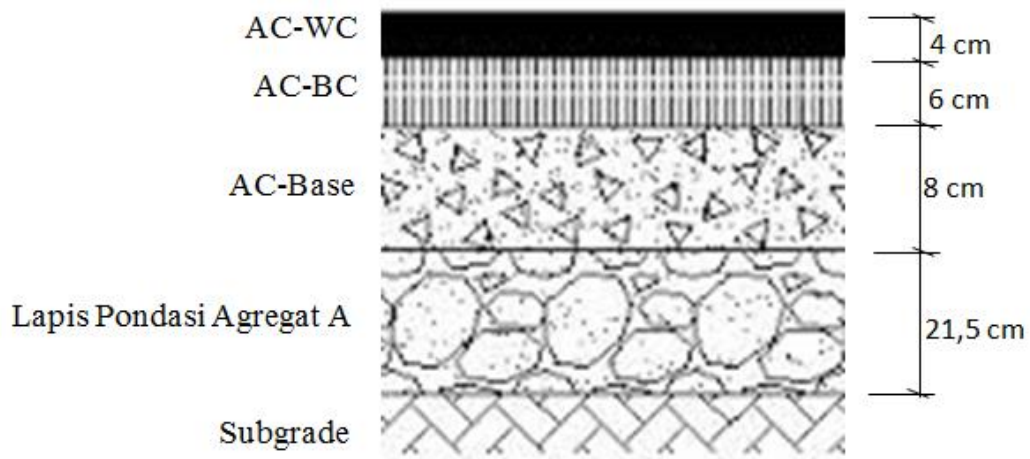 AC-WC
4 cm
AC-BC
6 cm
AC-Base
8 cm
Lapis Pondasi Agregat A
21,5 cm
Subgrade